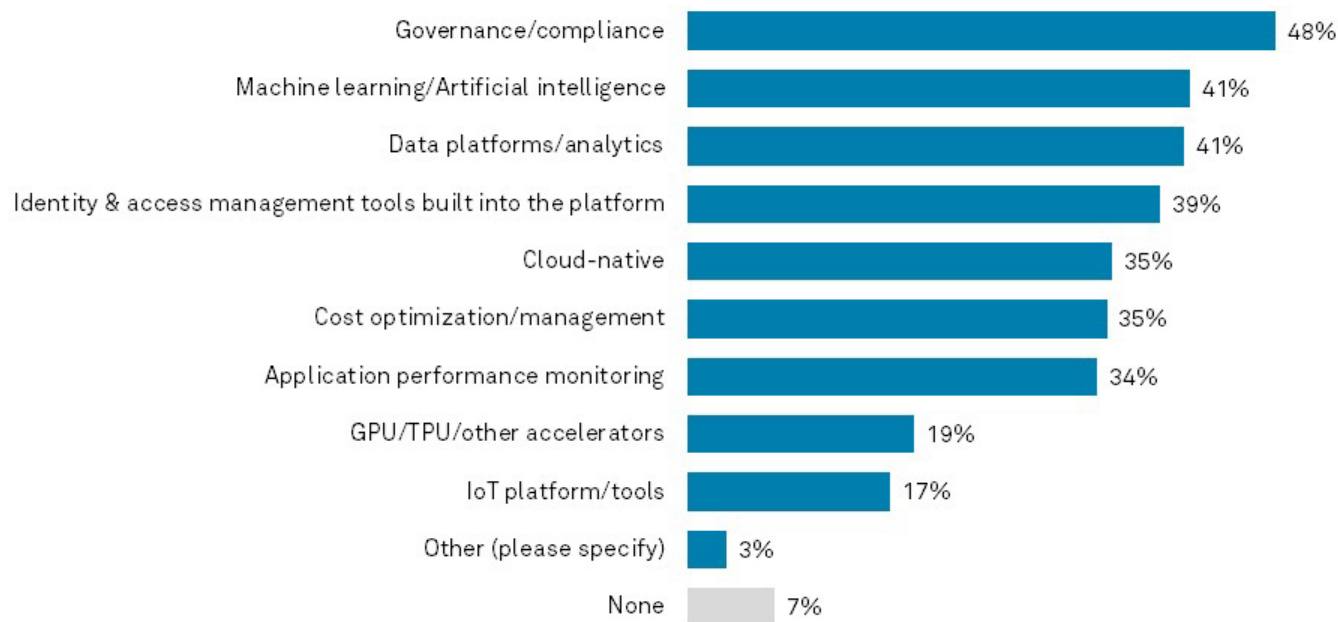 Governance/compliance 48%
Machine learning/Artificial intelligence 41%
Data platforms/analytics 41%
Identity & access management tools built into the platform 39%
Cloud-native 35%
Cost optimization/management 35%
Application performance monitoring 34%
GPU/TPU/other accelerators 19%
IoT platform/tools 17%
Other (please specify) 3%
None 7%